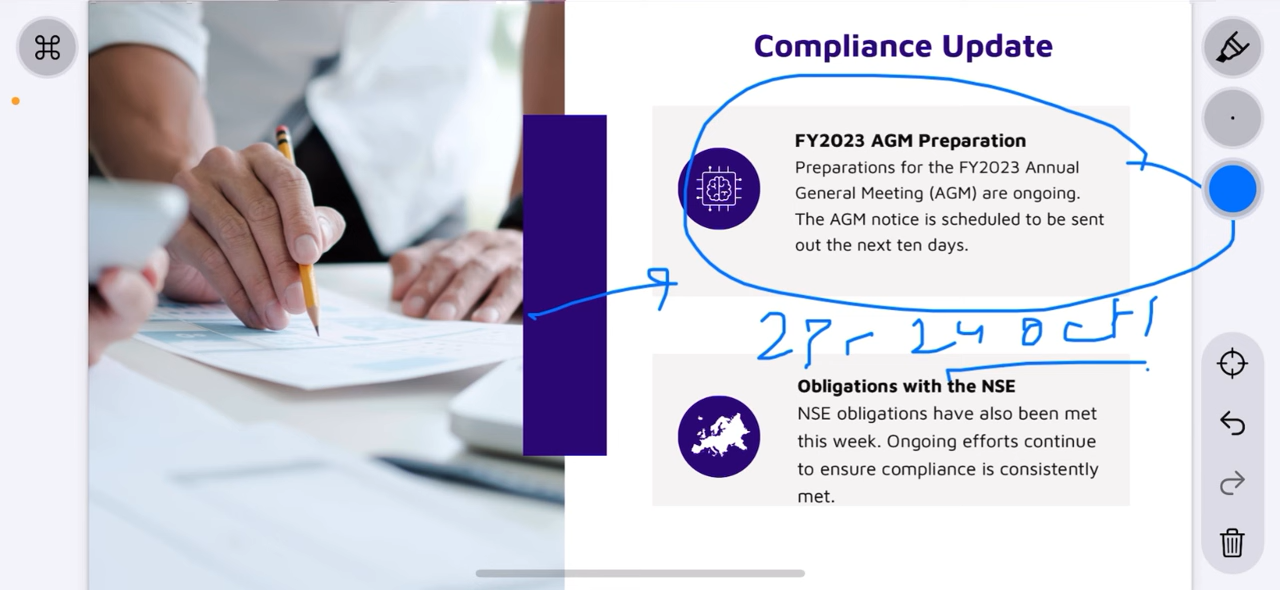 Compliance Update
FY2023 AGM Preparation
Preparations for the FY2023 Annual
General Meeting (AGM) are ongoing.
The AGM notice is scheduled to be sent
out the next ten days.
24 Oct
Obligations with the NSE
NSE obligations have also been met
this week. Ongoing efforts continue
to ensure compliance is consistently
met.